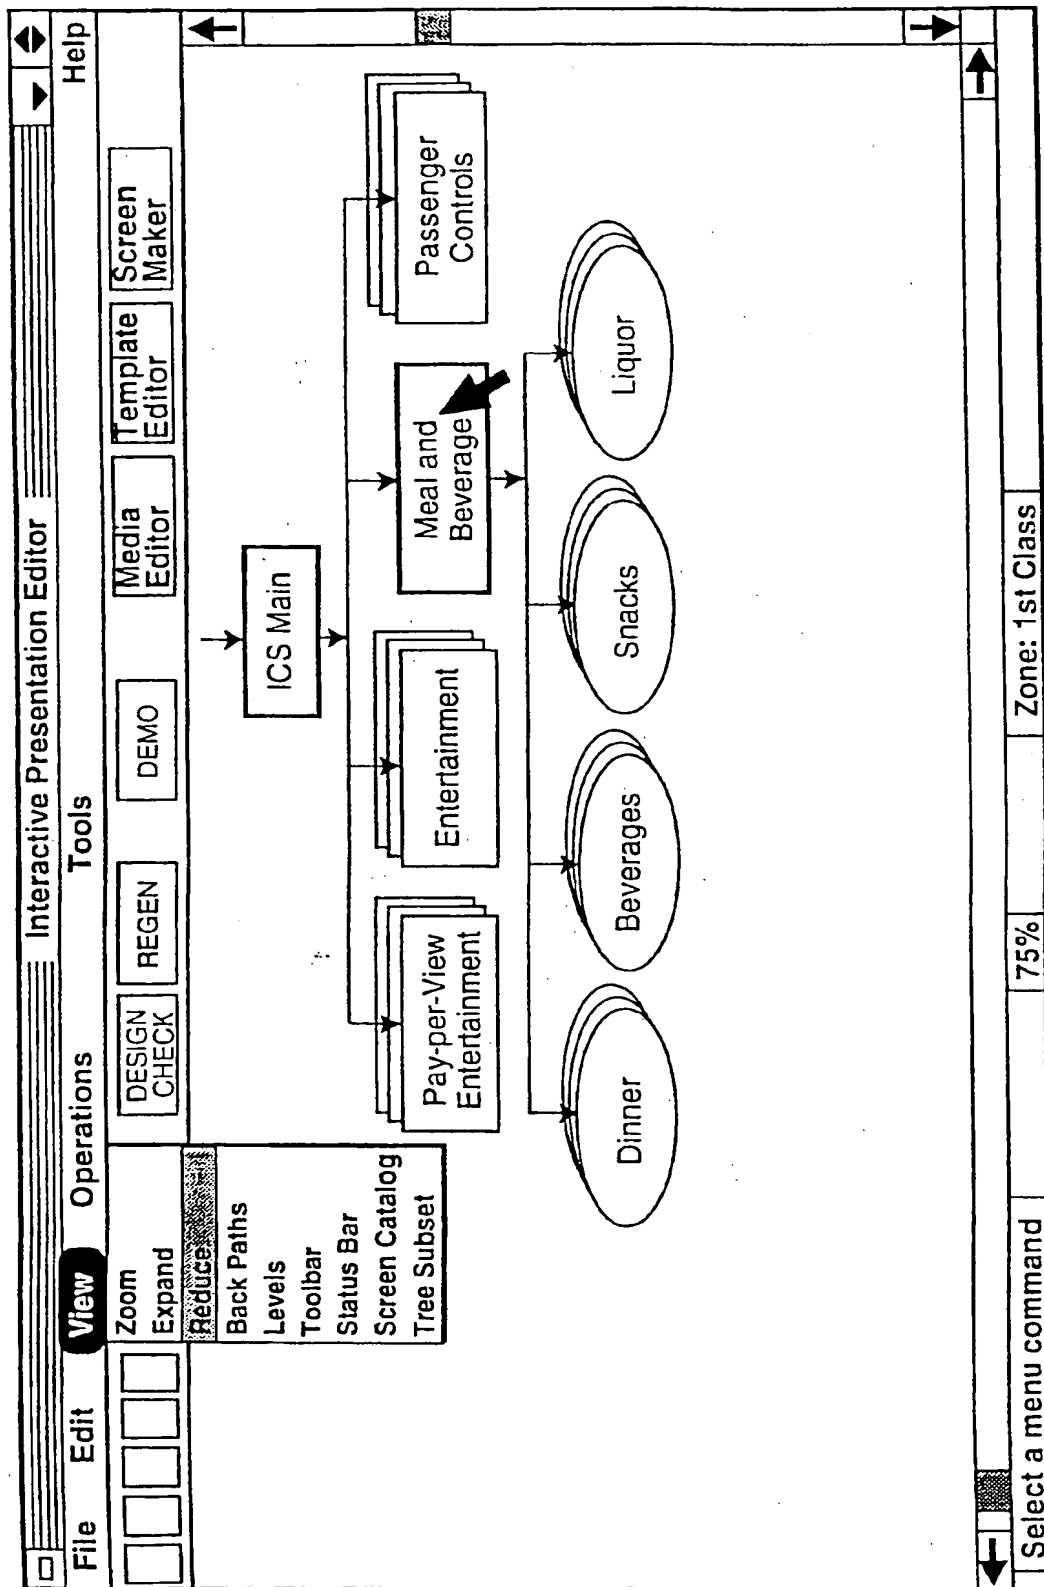 Interactive Presentation Editor
File Edit View Operations Tools Help
DESIGN
CHECK
REGEN
DEMO
Media
Editor
Template
Editor
Screen
Maker
Zoom
Expand
Reduce
Back Paths
Levels
Toolbar
Status Bar
Screen Catalog
Tree Subset
ICS Main
Pay-per-View
Entertainment
Entertainment
Meal and
Beverage
Passenger
Controls
Dinner
Beverages
Snacks
Liquor
Select a menu command
75%
Zone: 1st Class